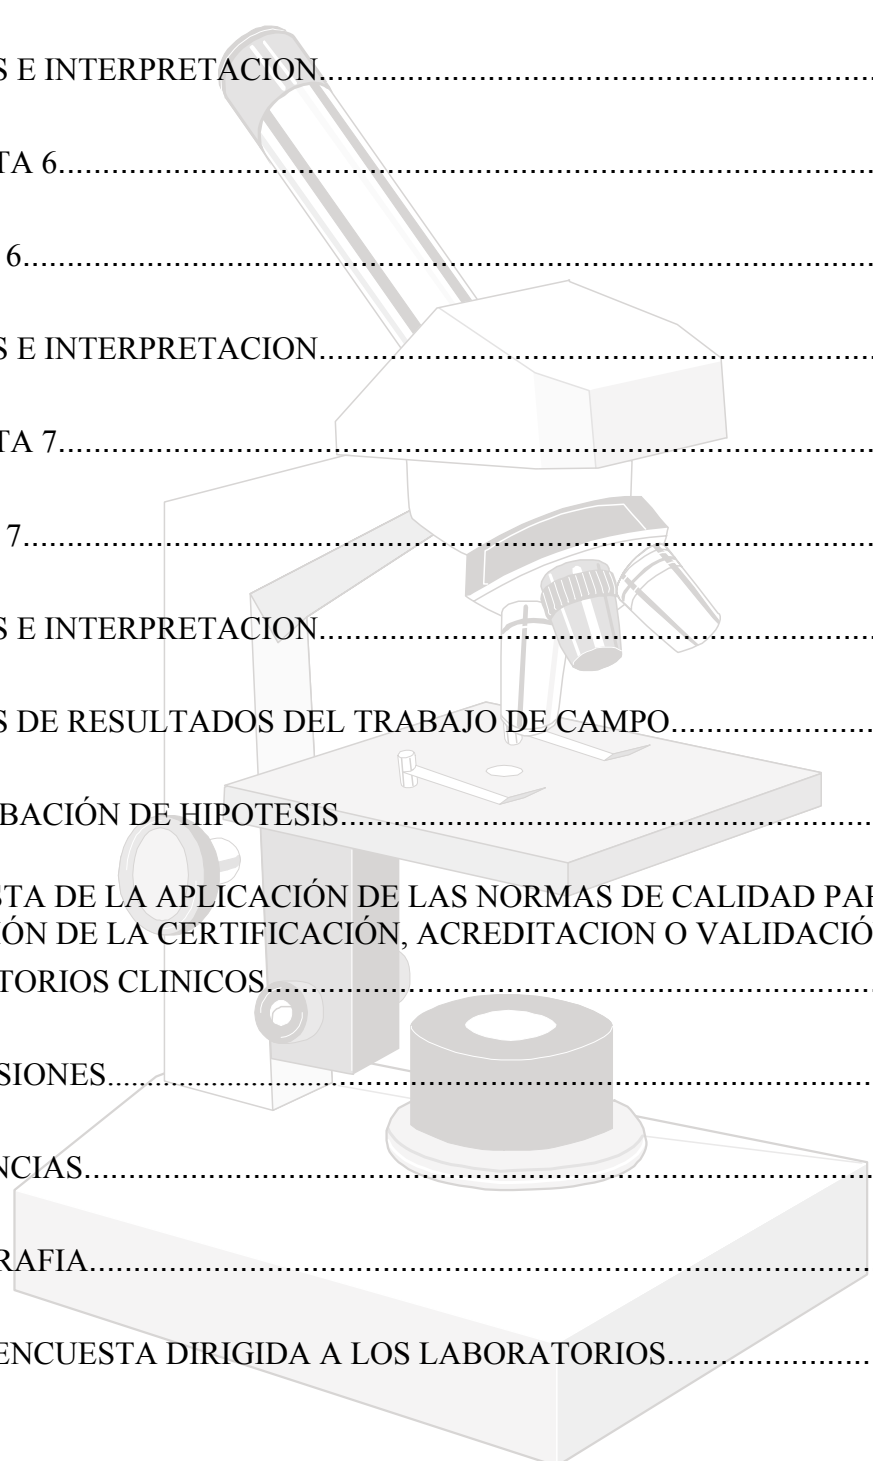 S E INTERPRETACION...............................................................
TA 6...............................................................................................
6...................................................................................................
S E INTERPRETACION...............................................................
TA 7...............................................................................................
7...................................................................................................
S E INTERPRETACION...............................................................
S DE RESULTADOS DEL TRABAJO DE CAMPO.......................
BACIÓN DE HIPOTESIS..............................................................
STA DE LA APLICACIÓN DE LAS NORMAS DE CALIDAD PAR
IÓN DE LA CERTIFICACIÓN, ACREDITACION O VALIDACIÓ
TORIOS CLINICOS.......................................................................
SIONES..........................................................................................
NCIAS.............................................................................................
RAFIA............................................................................................
ENCUESTA DIRIGIDA A LOS LABORATORIOS.......................